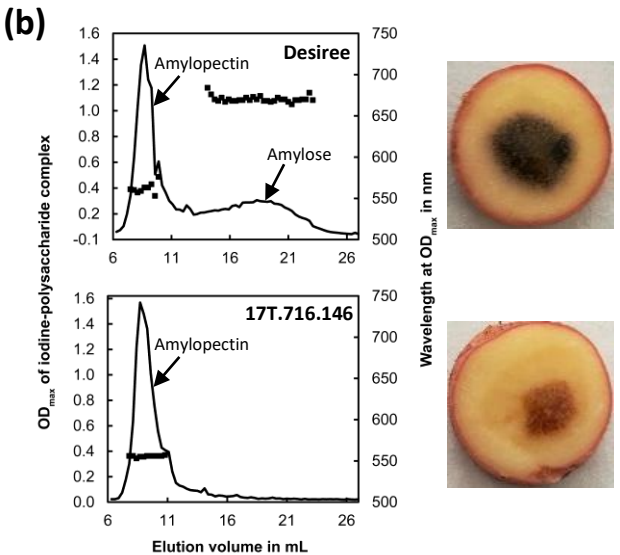 (b)
Desiree
1.6
1.4
1.2
1.0
0.8
0.6
0.4
0.2
-0.1
750
700
650
600
550
500
Amylopectin
Amylose
6 11 16 21 26
17T.716.146
1.6
1.4
1.2
1.0
0.8
0.6
0.4
0.2
0.0
750
700
650
600
550
500
Amylopectin
6 11 16 21 26
Elution volume in mL
ODmax of iodine-polysaccharide complex
Wavelength at ODmax in nm